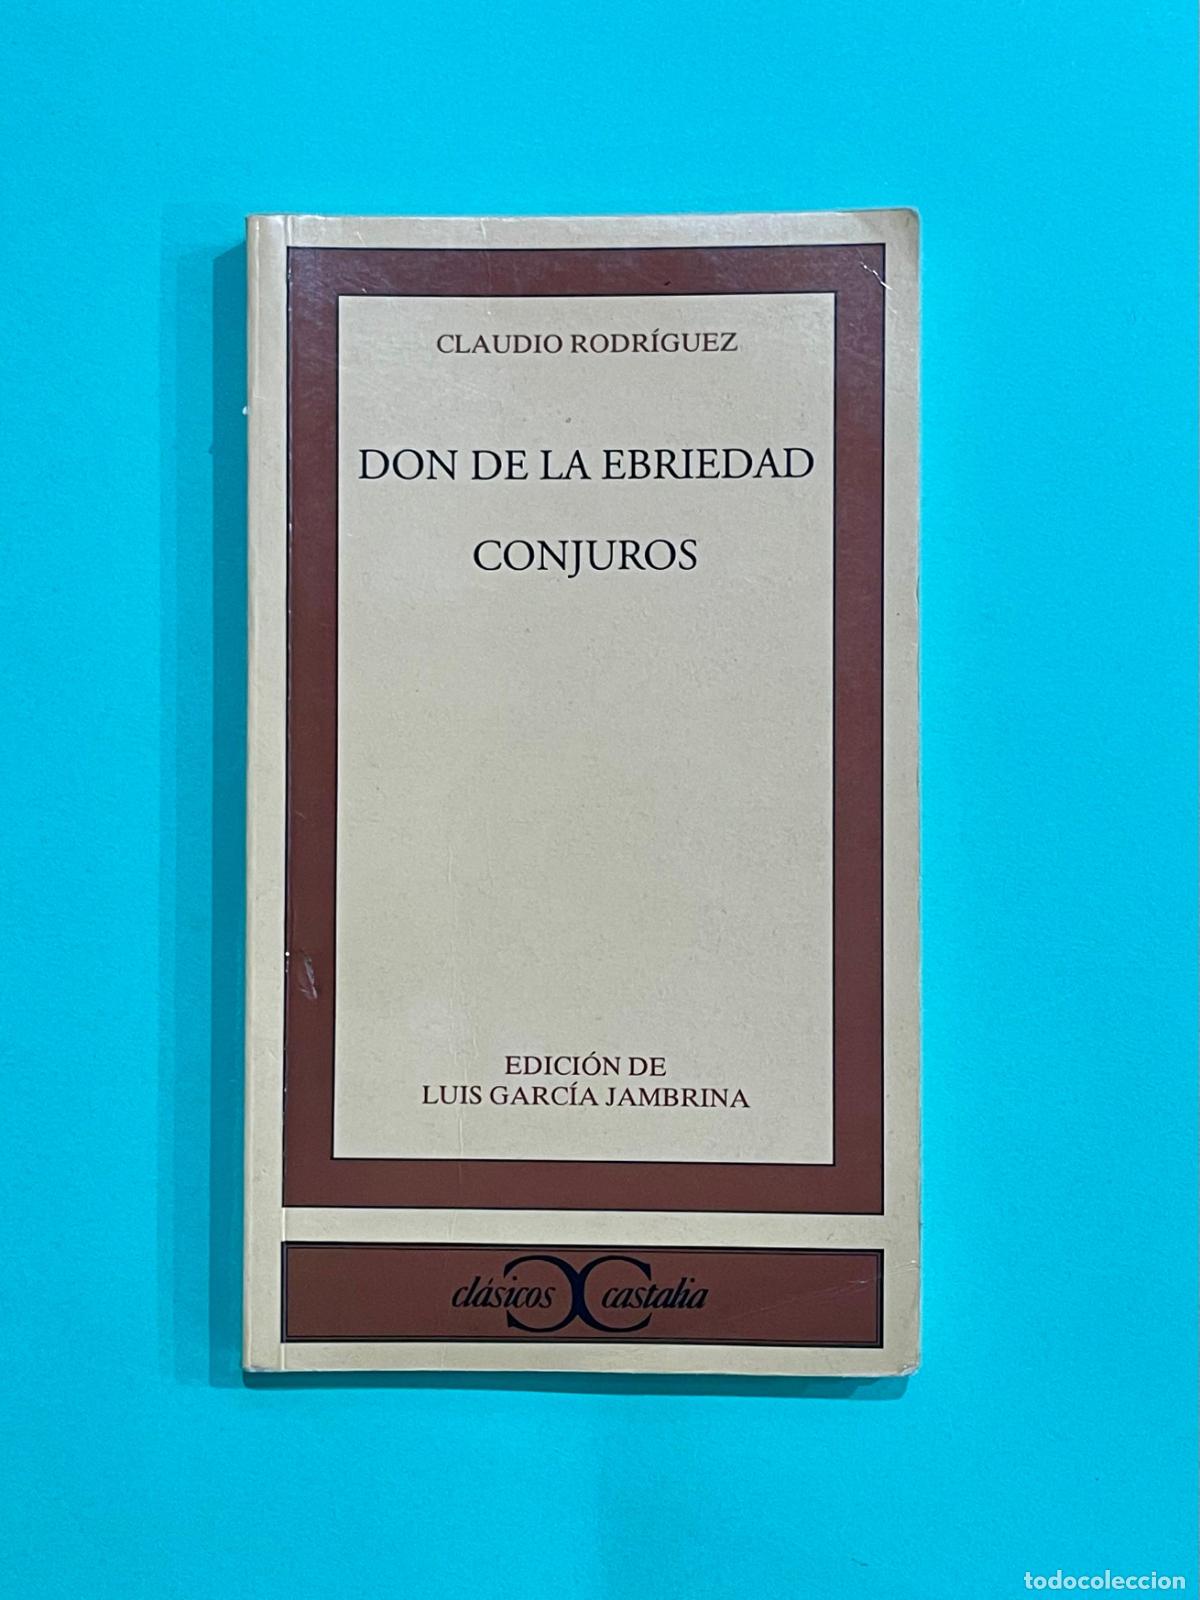 CLAUDIO RODRÍGUEZ
DON DE LA EBRIEDAD
CONJUROS
EDICIÓN DE
LUIS GARCÍA JAMBRINA
clásicos castalia
todocoleccion